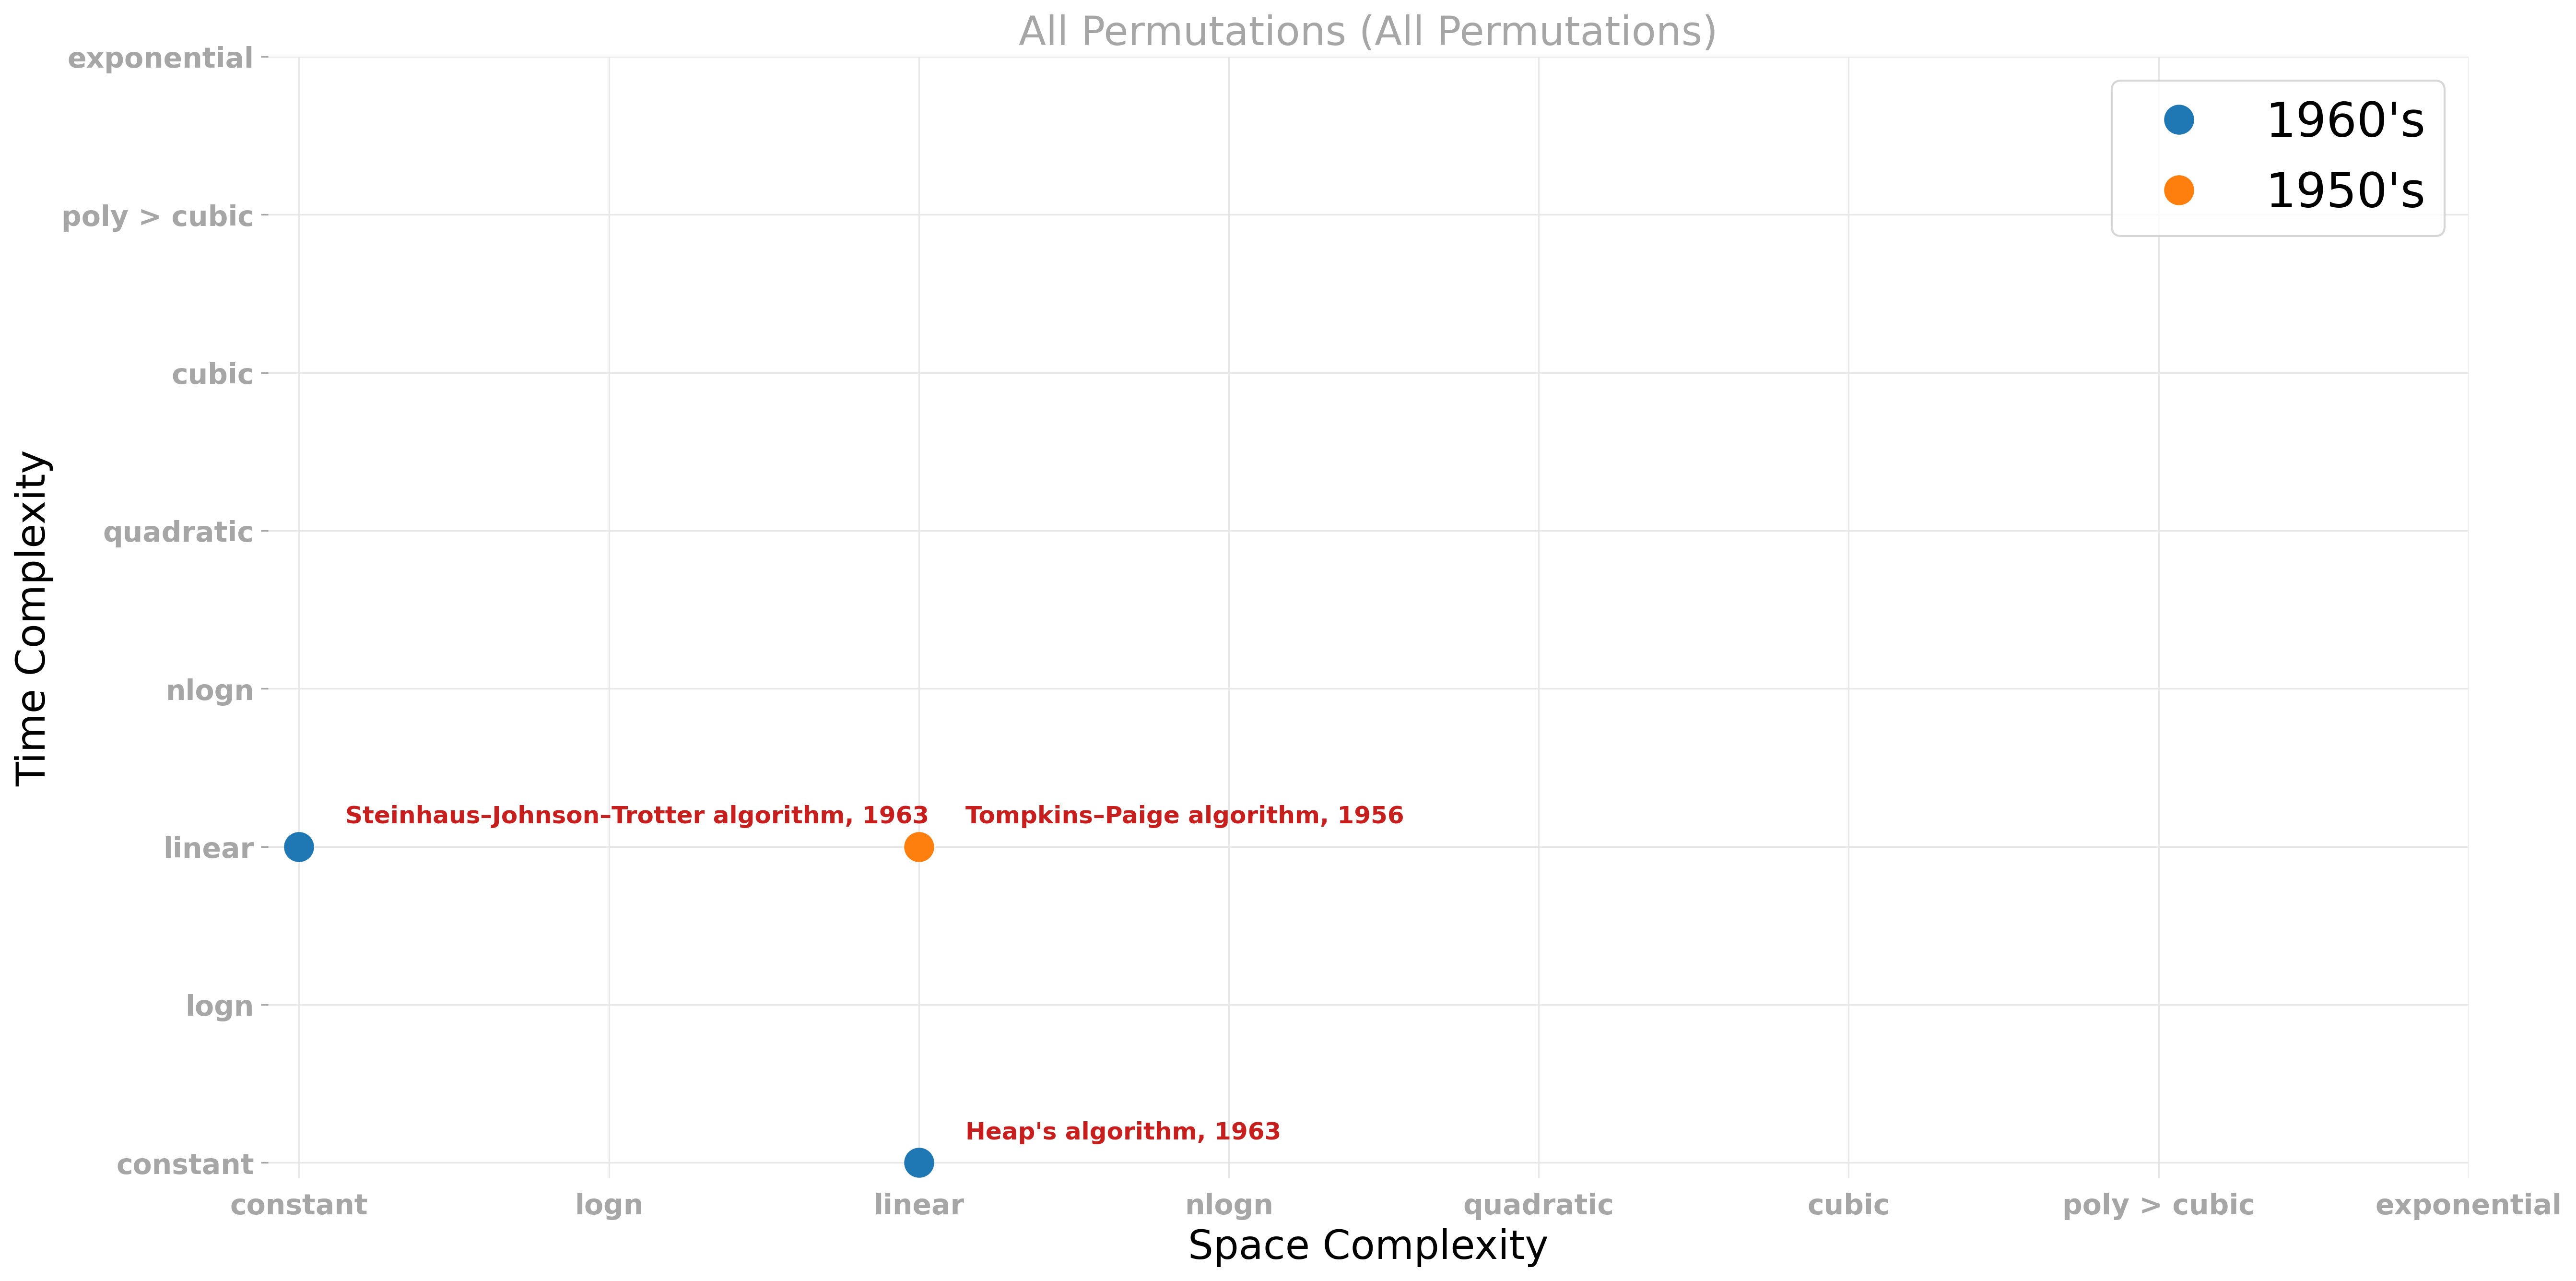 All Permutations (All Permutations)
exponential
poly > cubic
cubic
quadratic
nlogn
linear
logn
constant
Time Complexity
1960's
1950's
Steinhaus–Johnson–Trotter algorithm, 1963
Tompkins–Paige algorithm, 1956
Heap's algorithm, 1963
constant
logn
linear
nlogn
quadratic
cubic
poly > cubic
exponential
Space Complexity